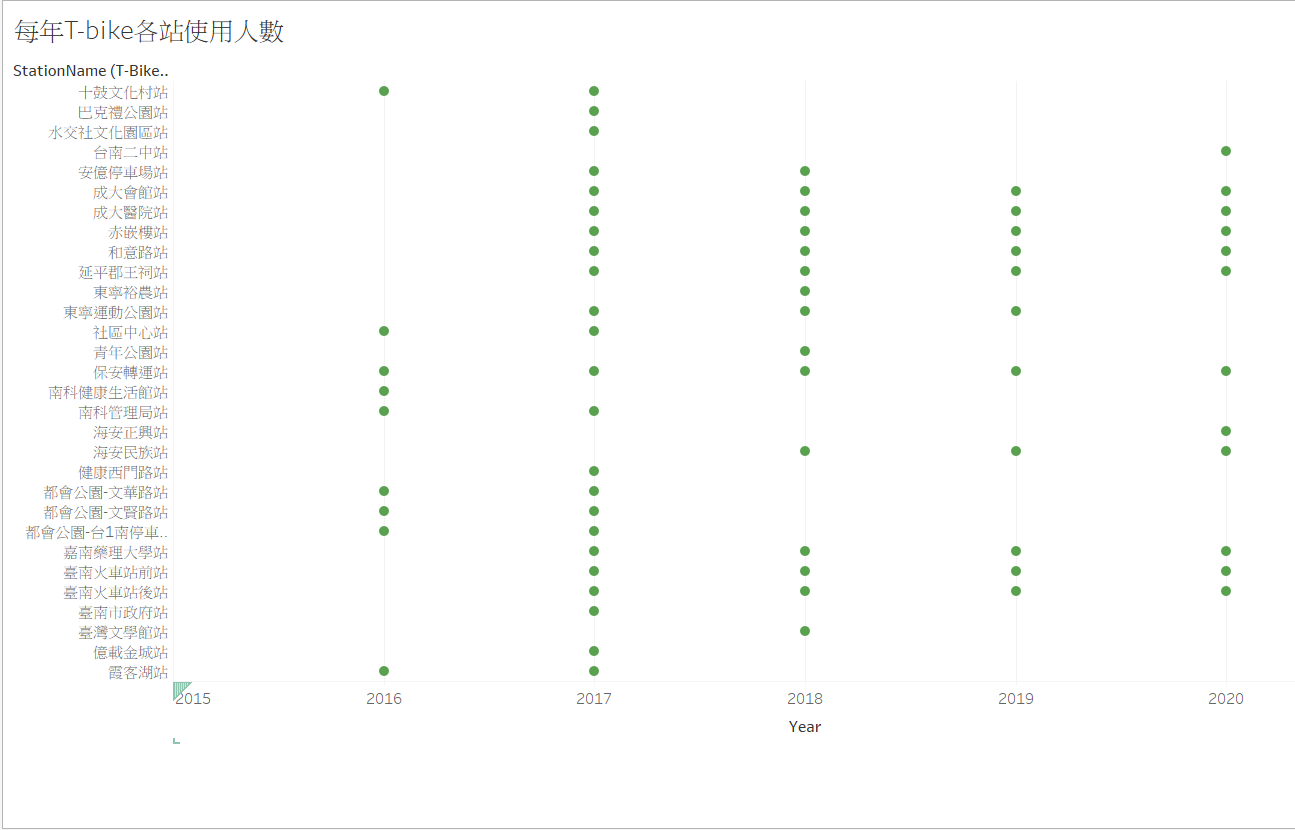 每年T-bike各站使用人數
StationName (T-Bike..
十鼓文化村站
巴克禮公園站
水交社文化園區站
台南二中站
安億停車場站
成大會館站
成大醫院站
赤嵌樓站
和意路站
延平郡王祠站
東寧裕農站
東寧運動公園站
社區中心站
青年公園站
保安轉運站
南科健康生活館站
南科管理局站
海安正興站
海安民族站
健康西門路站
都會公園-文華路站
都會公園-文賢路站
都會公園-台1南停車..
嘉南藥理大學站
臺南火車站前站
臺南火車站後站
臺南市政府站
臺灣文學館站
億載金城站
霞客湖站
2015 2016 2017 2018 2019 2020
Year